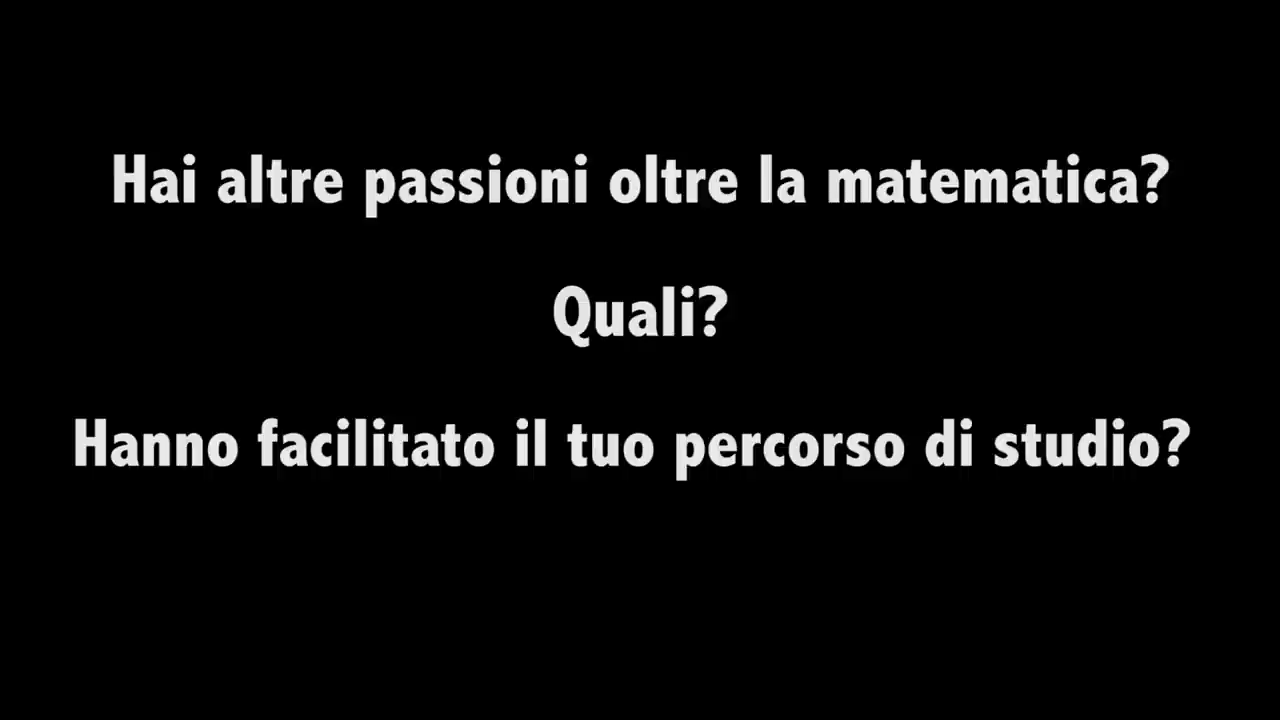 Hai altre passioni oltre la matematica?
Quali?
Hanno facilitato il tuo percorso di studio?